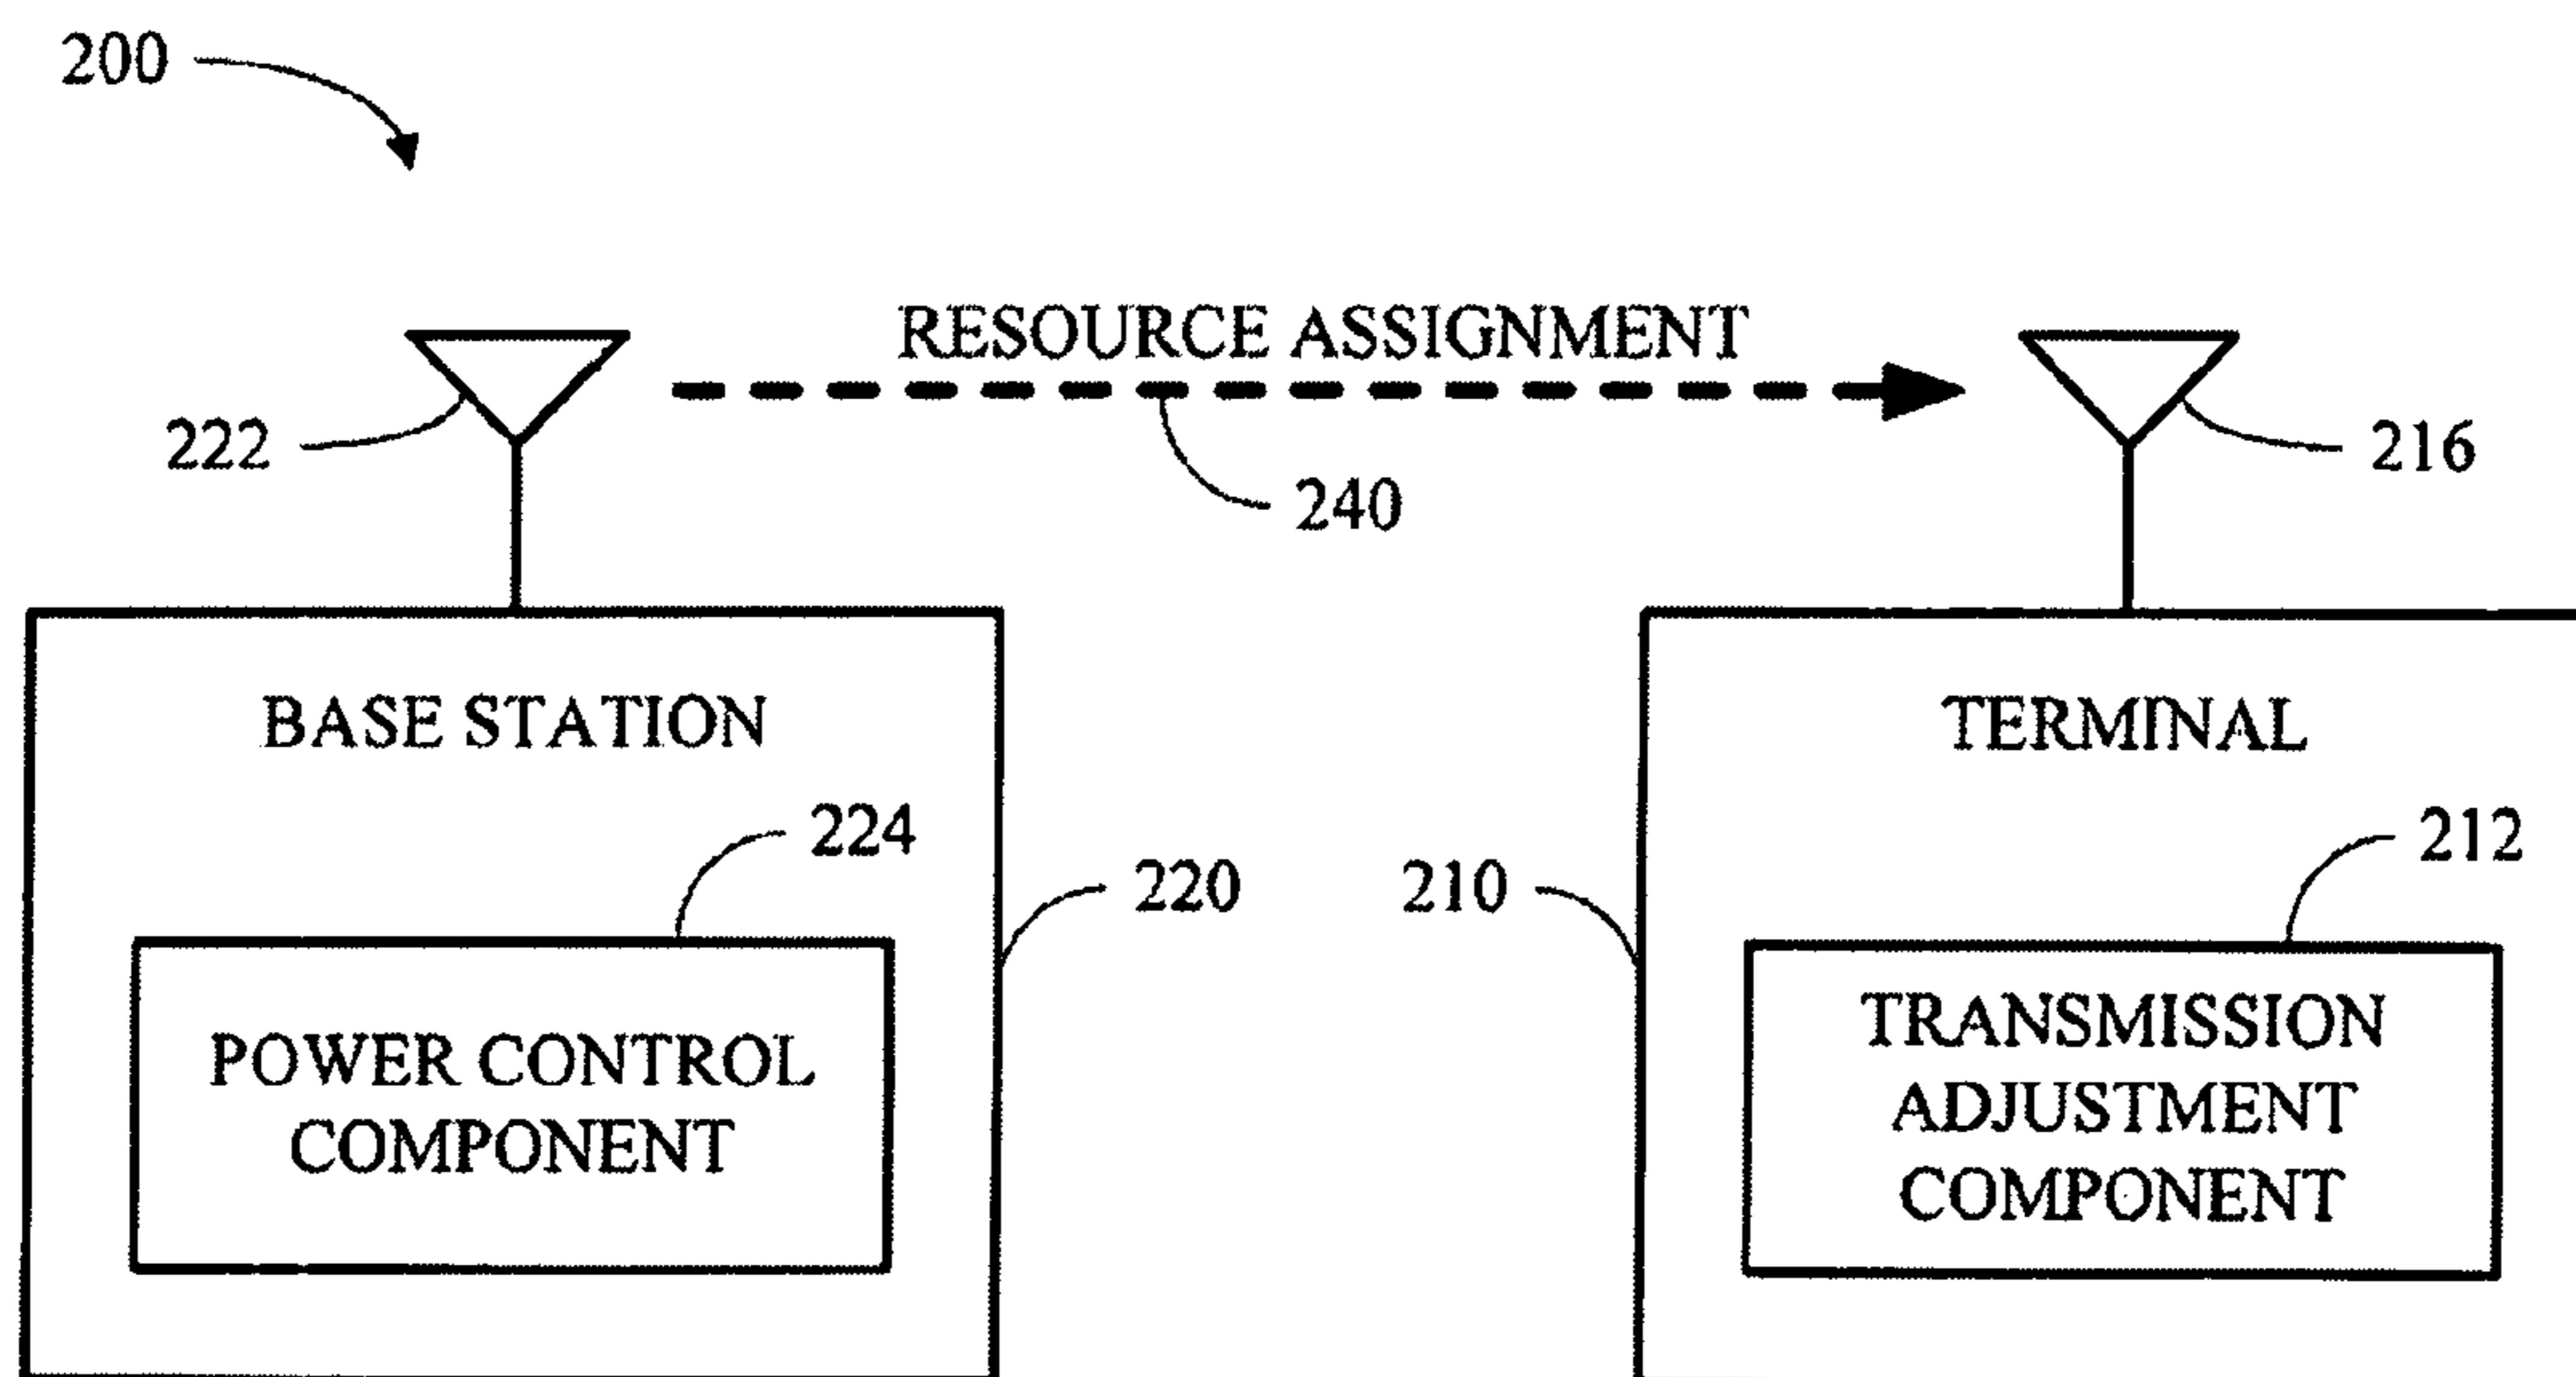 200
RESOURCE ASSIGNMENT
222
216
240
BASE STATION
TERMINAL
224
212
220
210
POWER CONTROL
COMPONENT
TRANSMISSION
ADJUSTMENT
COMPONENT